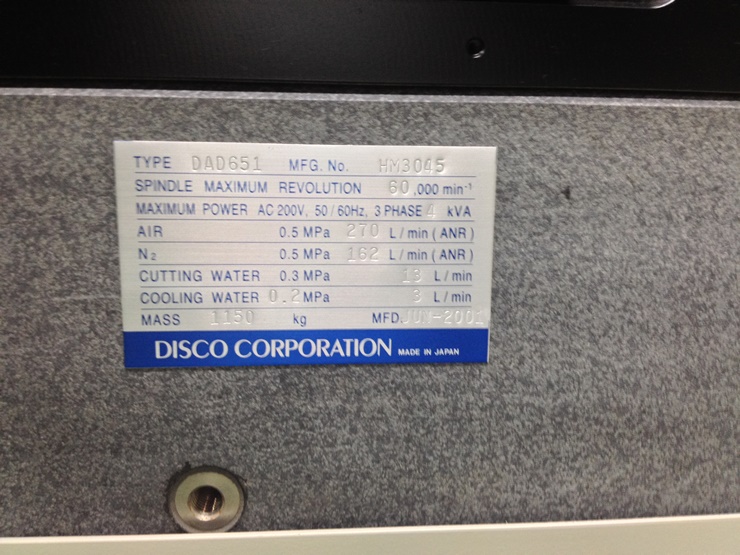 TYPE DAD651 MFG. No. HM3045
SPINDLE MAXIMUM REVOLUTION 60,000 min⁻¹
MAXIMUM POWER AC 200V, 50/60Hz, 3 PHASE 4 kVA
AIR 0.5 MPa 270 L/min (ANR)
N₂ 0.5 MPa 162 L/min (ANR)
CUTTING WATER 0.3 MPa 13 L/min
COOLING WATER 0.2 MPa 3 L/min
MASS 1150 kg MFD. JUN-2001
DISCO CORPORATION MADE IN JAPAN